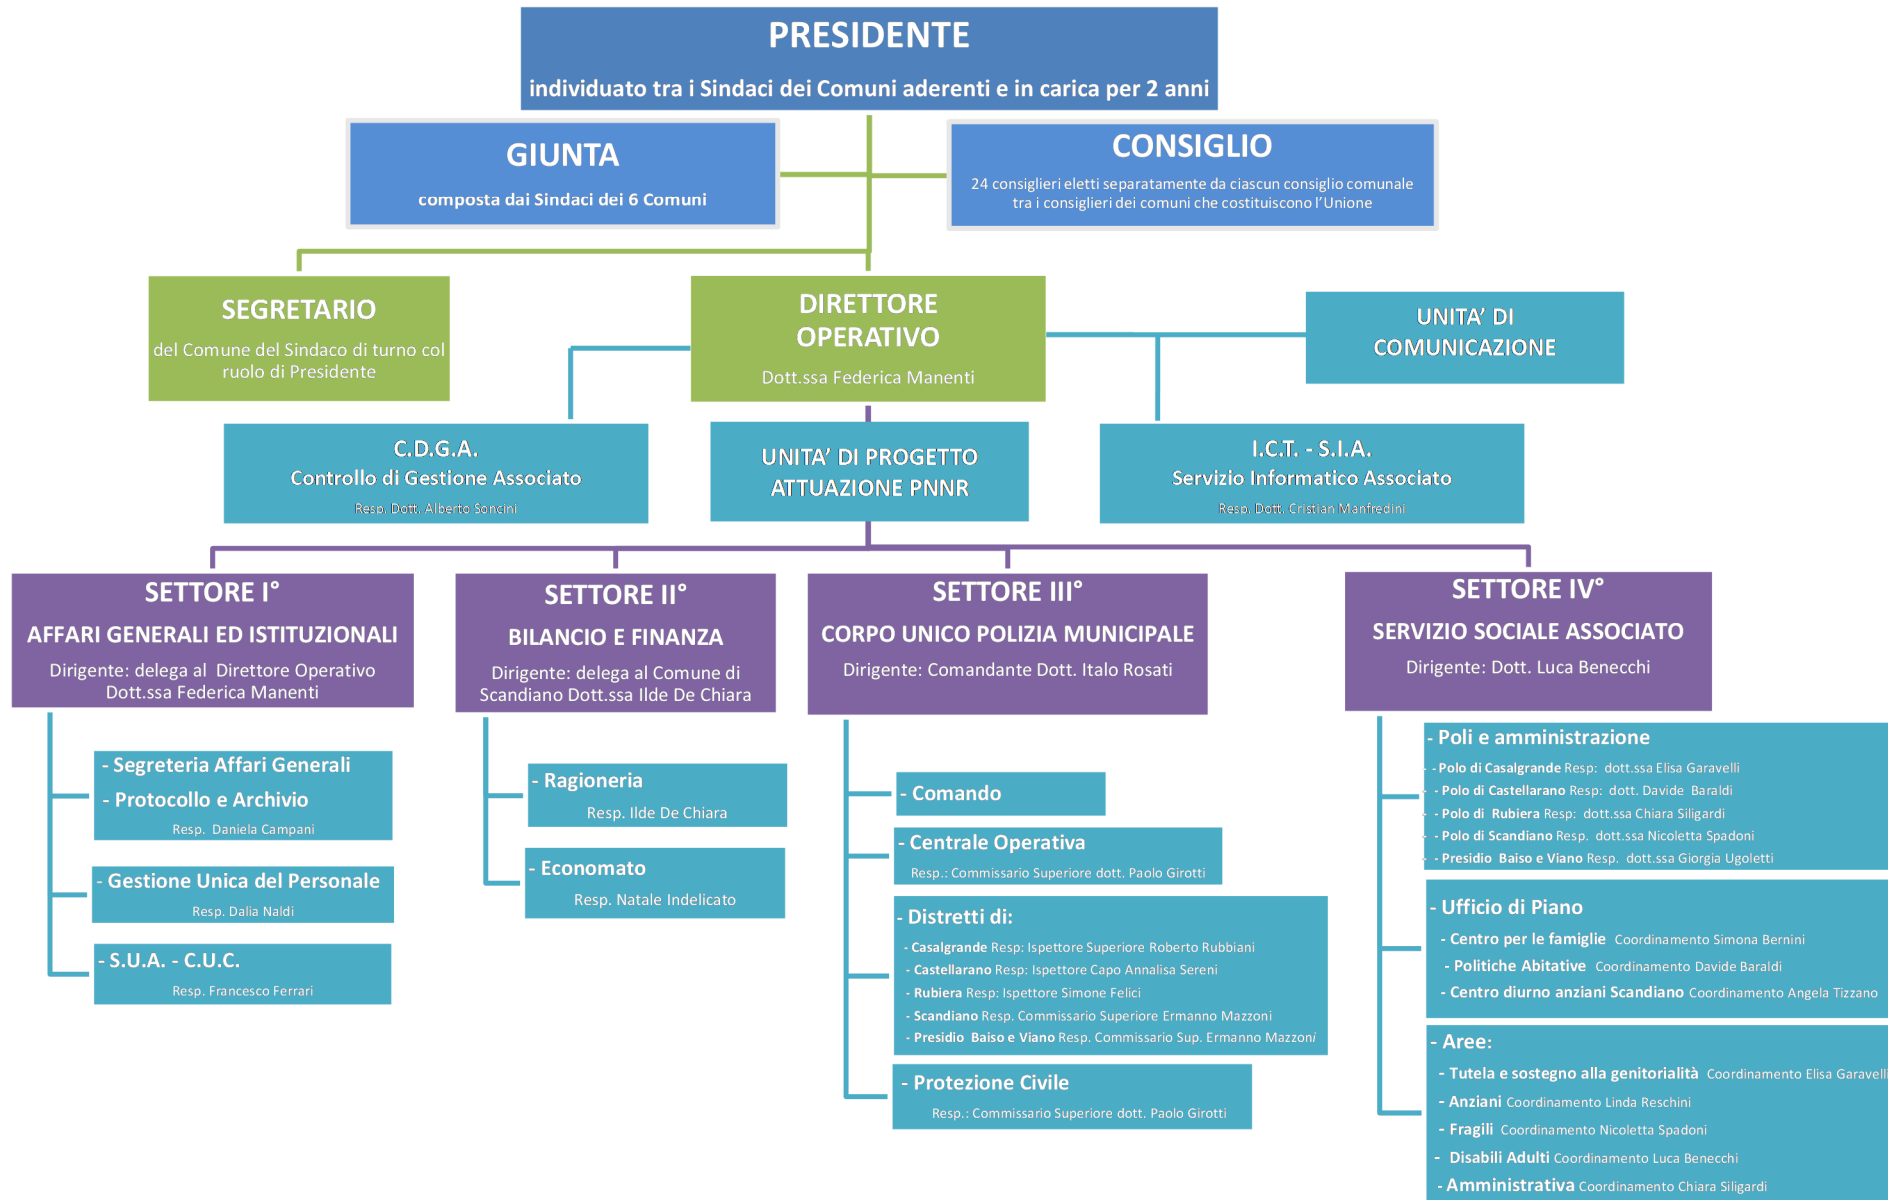 PRESIDENTE
individuato tra i Sindaci dei Comuni aderenti e in carica per 2 anni
GIUNTA
composta dai Sindaci dei 6 Comuni
CONSIGLIO
24 consiglieri eletti separatamente da ciascun consiglio comunale
tra i consiglieri dei comuni che costituiscono l’Unione
SEGRETARIO
del Comune del Sindaco di turno col
ruolo di Presidente
DIRETTORE
OPERATIVO
Dott.ssa Federica Manenti
UNITA’ DI
COMUNICAZIONE
C.D.G.A.
Controllo di Gestione Associato
Resp. Dott. Alberto Soncini
UNITA’ DI PROGETTO
ATTUAZIONE PNNR
I.C.T. - S.I.A.
Servizio Informatico Associato
Resp. Dott. Cristian Manfredini
SETTORE I°
AFFARI GENERALI ED ISTITUZIONALI
Dirigente: delega al Direttore Operativo
Dott.ssa Federica Manenti
- Segreteria Affari Generali
- Protocollo e Archivio
Resp. Daniela Campani
- Gestione Unica del Personale
Resp. Dalia Naldi
- S.U.A. - C.U.C.
Resp. Francesco Ferrari
SETTORE II°
BILANCIO E FINANZA
Dirigente: delega al Comune di
Scandiano Dott.ssa Ilde De Chiara
- Ragioneria
Resp. Ilde De Chiara
- Economato
Resp. Natale Indelicato
SETTORE III°
CORPO UNICO POLIZIA MUNICIPALE
Dirigente: Comandante Dott. Italo Rosati
- Comando
- Centrale Operativa
Resp.: Commissario Superiore dott. Paolo Girotti
- Distretti di:
- Casalgrande Resp: Ispettore Superiore Roberto Rubbiani
- Castellarano Resp: Ispettore Capo Annalisa Sereni
- Rubiera Resp: Ispettore Simone Felici
- Scandiano Resp. Commissario Superiore Ermanno Mazzoni
- Presidio Baiso e Viano Resp. Commissario Sup. Ermanno Mazzoni
- Protezione Civile
Resp.: Commissario Superiore dott. Paolo Girotti
SETTORE IV°
SERVIZIO SOCIALE ASSOCIATO
Dirigente: Dott. Luca Benecchi
- Poli e amministrazione
- - Polo di Casalgrande Resp: dott.ssa Elisa Garavelli
- - Polo di Castellarano Resp: dott. Davide Baraldi
- - Polo di Rubiera Resp: dott.ssa Chiara Siligardi
- - Polo di Scandiano Resp. dott.ssa Nicoletta Spadoni
- - Presidio Baiso e Viano Resp. dott.ssa Giorgia Ugoletti
- Ufficio di Piano
- Centro per le famiglie Coordinamento Simona Bernini
- Politiche Abitative Coordinamento Davide Baraldi
- Centro diurno anziani Scandiano Coordinamento Angela Tizzano
- Aree:
- Tutela e sostegno alla genitorialità Coordinamento Elisa Garavelli
- Anziani Coordinamento Linda Reschini
- Fragili Coordinamento Nicoletta Spadoni
- Disabili Adulti Coordinamento Luca Benecchi
- Amministrativa Coordinamento Chiara Siligardi